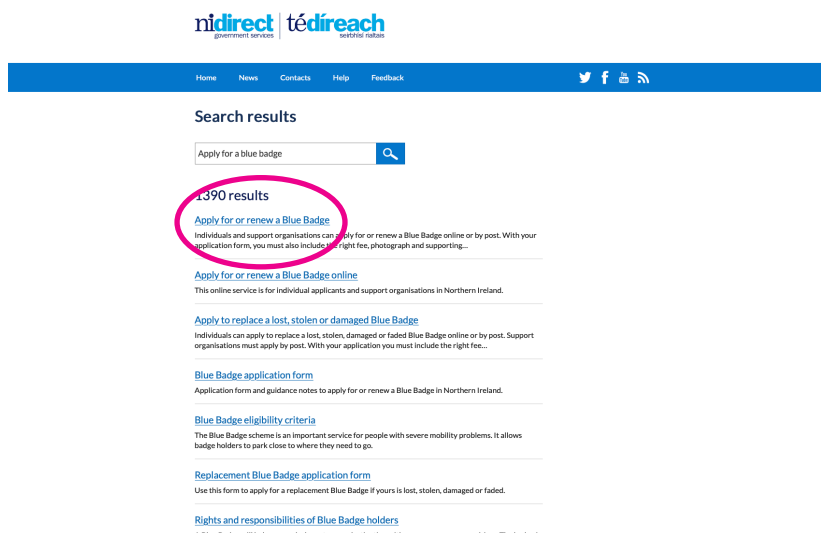 nidirect | tédíreach
government services seirbhísí rialtais
Home News Contacts Help Feedback
Search results
Apply for a blue badge
1390 results
Apply for or renew a Blue Badge
Individuals and support organisations can apply for or renew a Blue Badge online or by post. With your
application form, you must also include the right fee, photograph and supporting...
Apply for or renew a Blue Badge online
This online service is for individual applicants and support organisations in Northern Ireland.
Apply to replace a lost, stolen or damaged Blue Badge
Individuals can apply to replace a lost, stolen, damaged or faded Blue Badge online or by post. Support
organisations must apply by post. With your application you must include the right fee...
Blue Badge application form
Application form and guidance notes to apply for or renew a Blue Badge in Northern Ireland.
Blue Badge eligibility criteria
The Blue Badge scheme is an important service for people with severe mobility problems. It allows
badge holders to park close to where they need to go.
Replacement Blue Badge application form
Use this form to apply for a replacement Blue Badge if yours is lost, stolen, damaged or faded.
Rights and responsibilities of Blue Badge holders